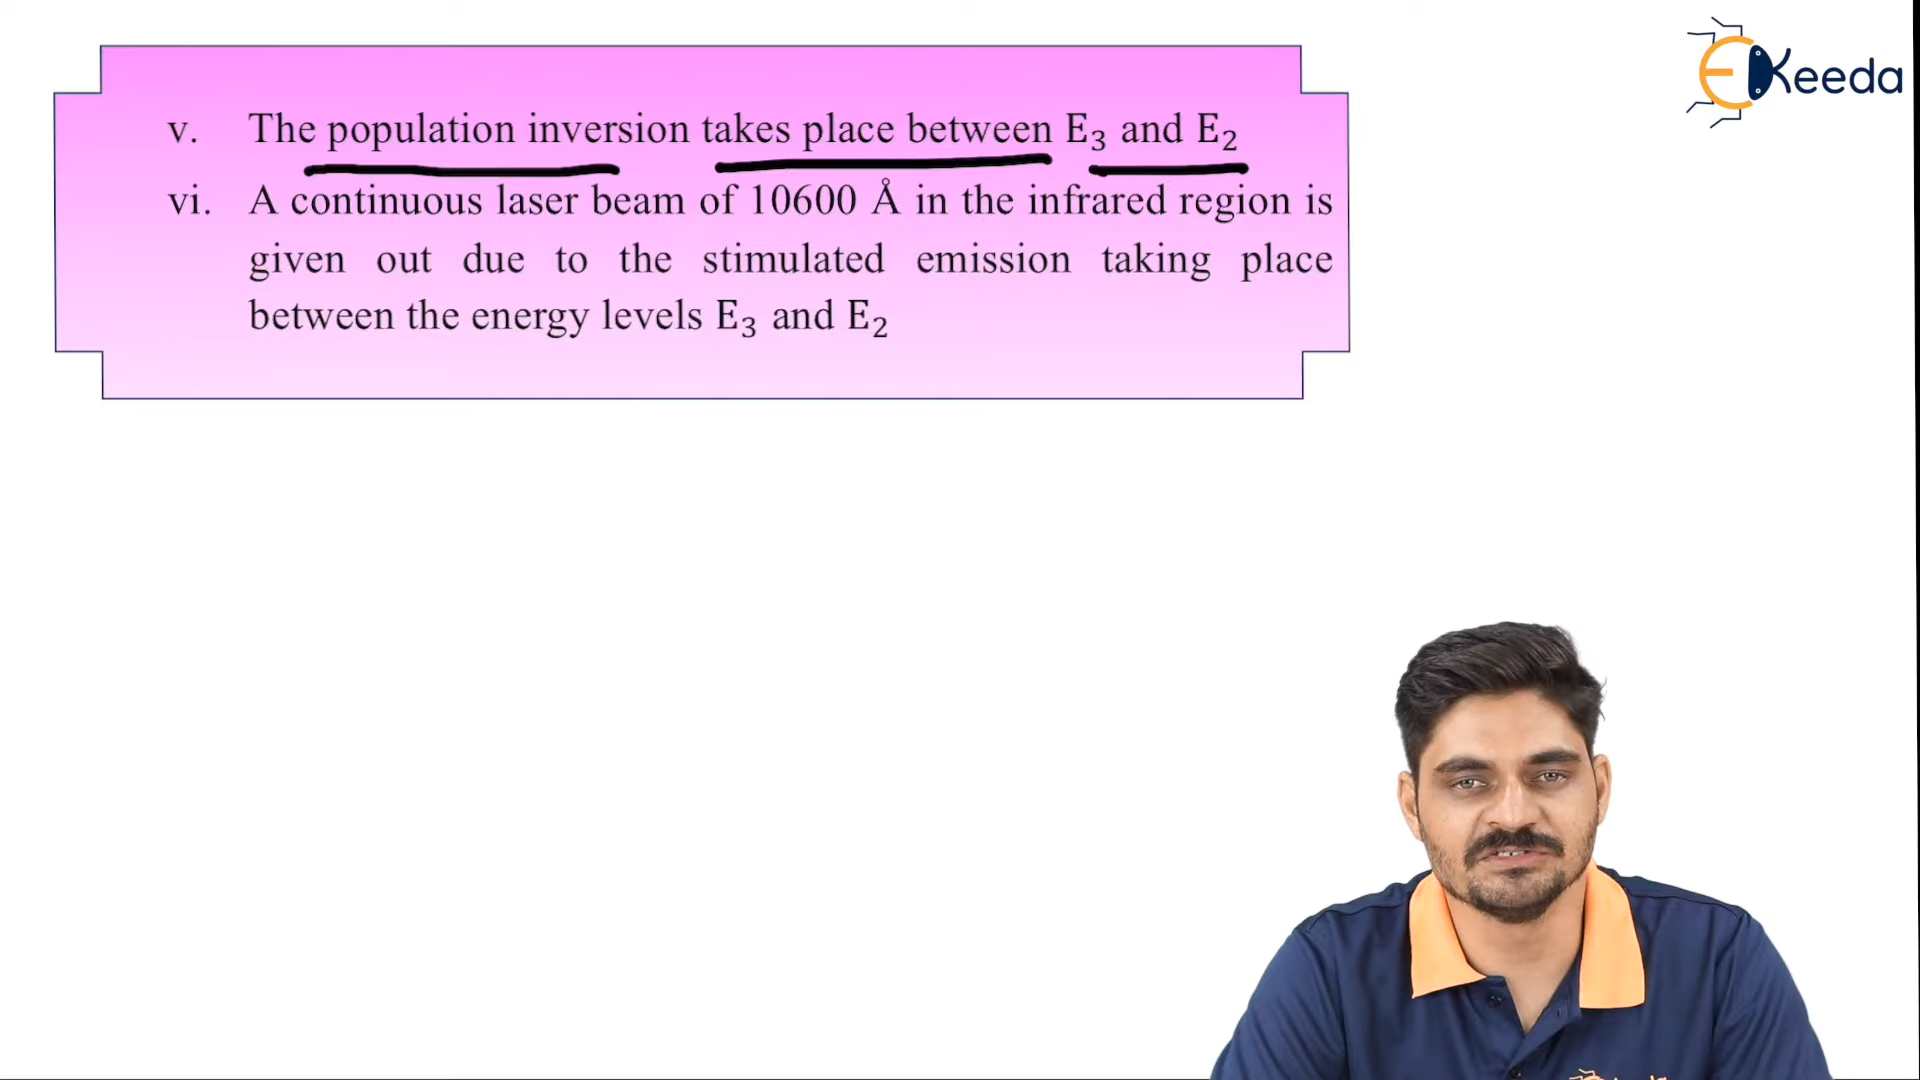 EKeeda
v. The population inversion takes place between E₃ and E₂
vi. A continuous laser beam of 10600 Å in the infrared region is
given out due to the stimulated emission taking place
between the energy levels E₃ and E₂